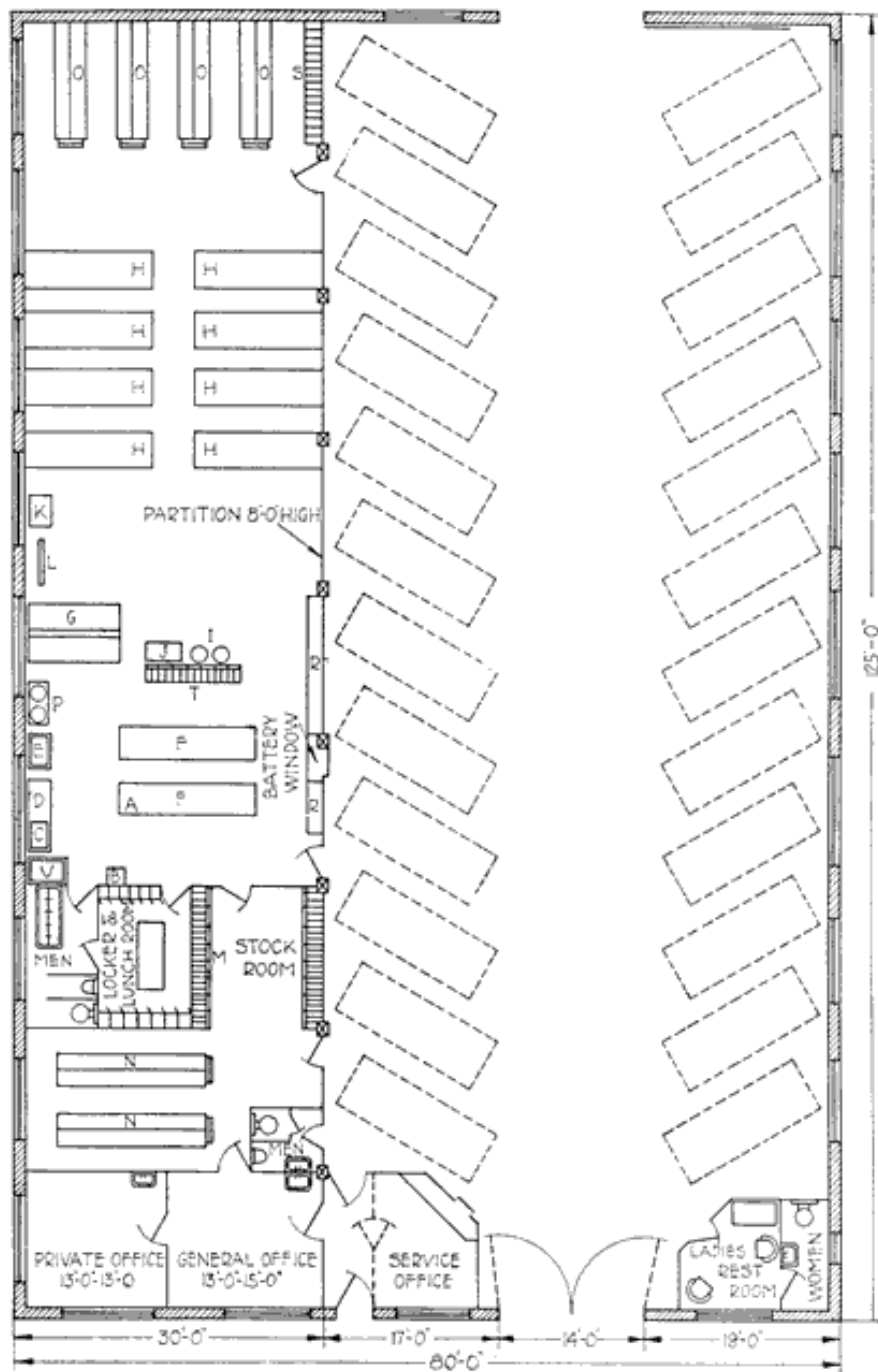 O O O O S
H H
H H
H H
H H
K
PARTITION 8'-0" HIGH
L
G
I
J
T
R
P
BATTERY
WINDOW
F
E
D
A
R
C
V
B
MEN
LOCKER &
LUNCH ROOM
M
STOCK
ROOM
N
N
MEN
PRIVATE OFFICE
13'-0"-13'-0
GENERAL OFFICE
13'-0"-15'-0"
SERVICE
OFFICE
LADIES
REST
ROOM
WOMEN
125'-0"
30'-0"
17'-0"
14'-0"
19'-0"
80'-0"